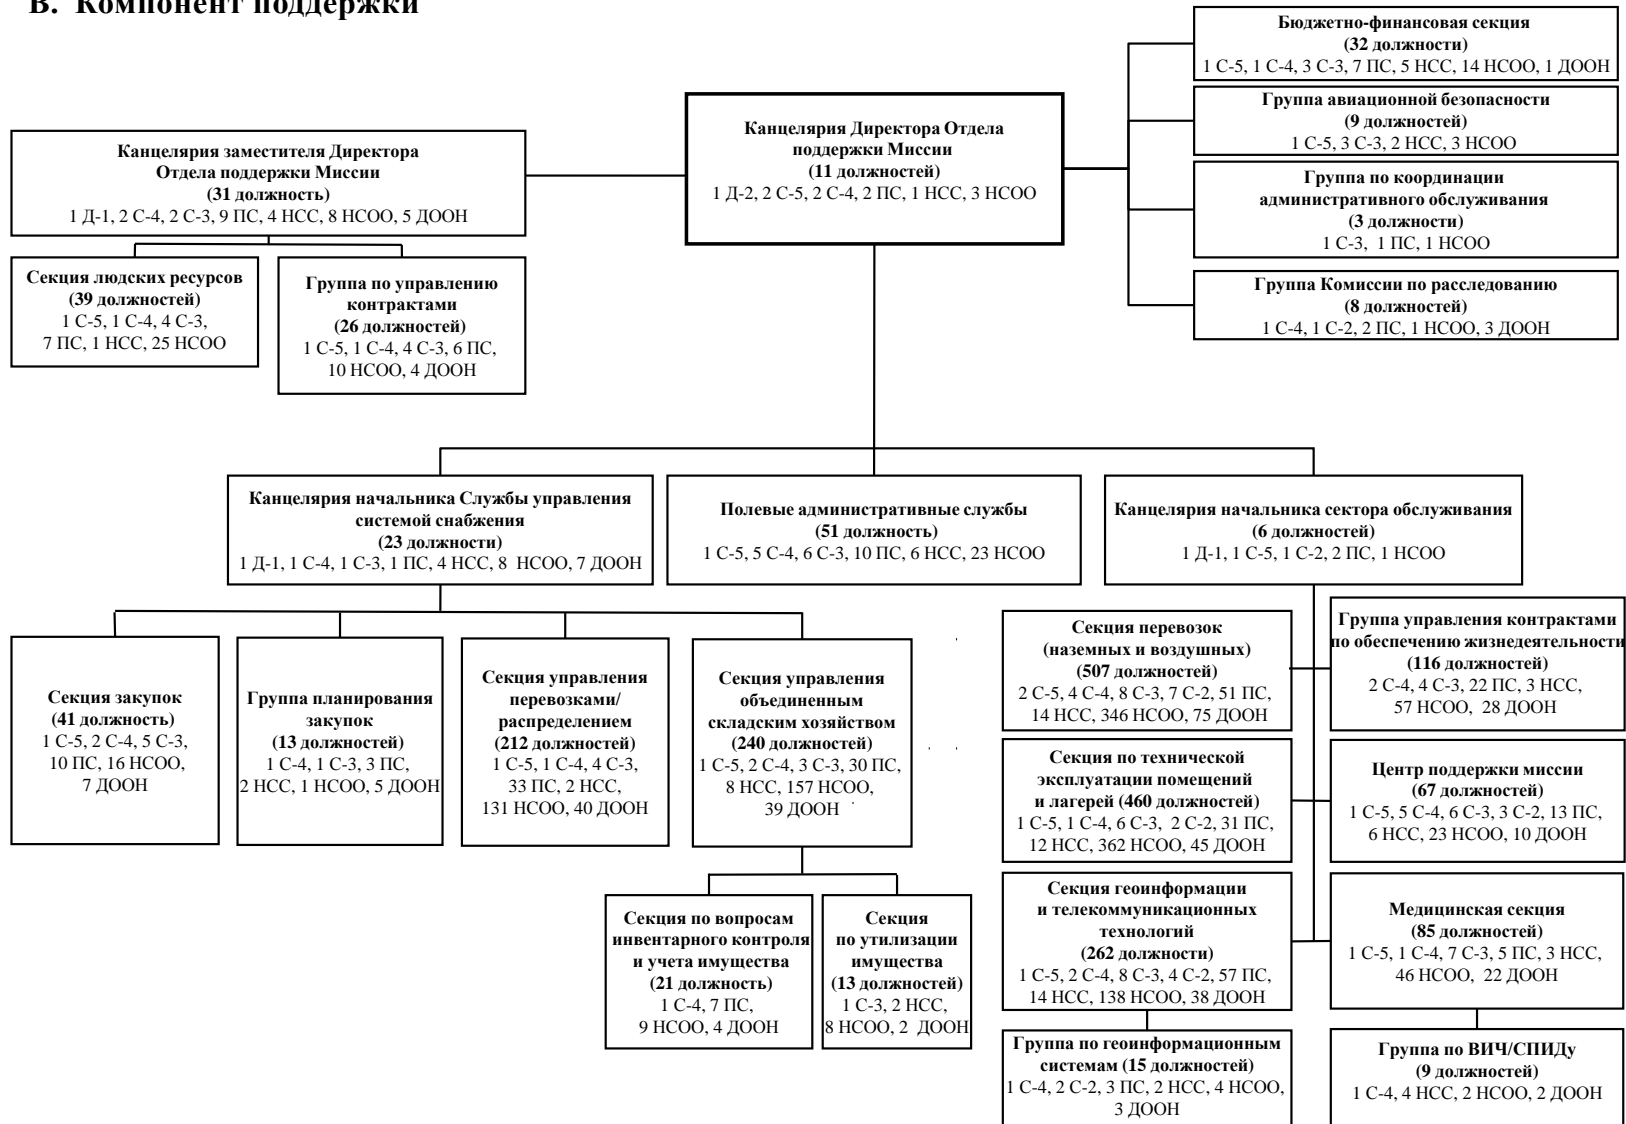 В. Компонент поддержки
Бюджетно-финансовая секция
(32 должности)
1 С-5, 1 С-4, 3 С-3, 7 ПС, 5 НСС, 14 НСОО, 1 ДООН
Группа авиационной безопасности
(9 должностей)
1 С-5, 3 С-3, 2 НСС, 3 НСОО
Группа по координации
административного обслуживания
(3 должности)
1 С-3, 1 ПС, 1 НСОО
Группа Комиссии по расследованию
(8 должностей)
1 С-4, 1 С-2, 2 ПС, 1 НСОО, 3 ДООН
Канцелярия Директора Отдела
поддержки Миссии
(11 должностей)
1 Д-2, 2 С-5, 2 С-4, 2 ПС, 1 НСС, 3 НСОО
Канцелярия заместителя Директора
Отдела поддержки Миссии
(31 должность)
1 Д-1, 2 С-4, 2 С-3, 9 ПС, 4 НСС, 8 НСОО, 5 ДООН
Секция людских ресурсов
(39 должностей)
1 С-5, 1 С-4, 4 С-3,
7 ПС, 1 НСС, 25 НСОО
Группа по управлению
контрактами
(26 должностей)
1 С-5, 1 С-4, 4 С-3, 6 ПС,
10 НСОО, 4 ДООН
Канцелярия начальника Службы управления
системой снабжения
(23 должности)
1 Д-1, 1 С-4, 1 С-3, 1 ПС, 4 НСС, 8 НСОО, 7 ДООН
Полевые административные службы
(51 должность)
1 С-5, 5 С-4, 6 С-3, 10 ПС, 6 НСС, 23 НСОО
Канцелярия начальника сектора обслуживания
(6 должностей)
1 Д-1, 1 С-5, 1 С-2, 2 ПС, 1 НСОО
Секция закупок
(41 должность)
1 С-5, 2 С-4, 5 С-3,
10 ПС, 16 НСОО,
7 ДООН
Группа планирования
закупок
(13 должностей)
1 С-4, 1 С-3, 3 ПС,
2 НСС, 1 НСОО, 5 ДООН
Секция управления
перевозками/
распределением
(212 должностей)
1 С-5, 1 С-4, 4 С-3,
33 ПС, 2 НСС,
131 НСОО, 40 ДООН
Секция управления
объединенным
складским хозяйством
(240 должностей)
1 С-5, 2 С-4, 3 С-3, 30 ПС,
8 НСС, 157 НСОО,
39 ДООН
Секция по вопросам
инвентарного контроля
и учета имущества
(21 должность)
1 С-4, 7 ПС,
9 НСОО, 4 ДООН
Секция
по утилизации
имущества
(13 должностей)
1 С-3, 2 НСС,
8 НСОО, 2 ДООН
Секция перевозок
(наземных и воздушных)
(507 должностей)
2 С-5, 4 С-4, 8 С-3, 7 С-2, 51 ПС,
14 НСС, 346 НСОО, 75 ДООН
Группа управления контрактами
по обеспечению жизнедеятельности
(116 должностей)
2 С-4, 4 С-3, 22 ПС, 3 НСС,
57 НСОО, 28 ДООН
Секция по технической
эксплуатации помещений
и лагерей (460 должностей)
1 С-5, 1 С-4, 6 С-3, 2 С-2, 31 ПС,
12 НСС, 362 НСОО, 45 ДООН
Центр поддержки миссии
(67 должностей)
1 С-5, 5 С-4, 6 С-3, 3 С-2, 13 ПС,
6 НСС, 23 НСОО, 10 ДООН
Секция геоинформации
и телекоммуникационных
технологий
(262 должности)
1 С-5, 2 С-4, 8 С-3, 4 С-2, 57 ПС,
14 НСС, 138 НСОО, 38 ДООН
Медицинская секция
(85 должностей)
1 С-5, 1 С-4, 7 С-3, 5 ПС, 3 НСС,
46 НСОО, 22 ДООН
Группа по геоинформационным
системам (15 должностей)
1 С-4, 2 С-2, 3 ПС, 2 НСС, 4 НСОО,
3 ДООН
Группа по ВИЧ/СПИДу
(9 должностей)
1 С-4, 4 НСС, 2 НСОО, 2 ДООН